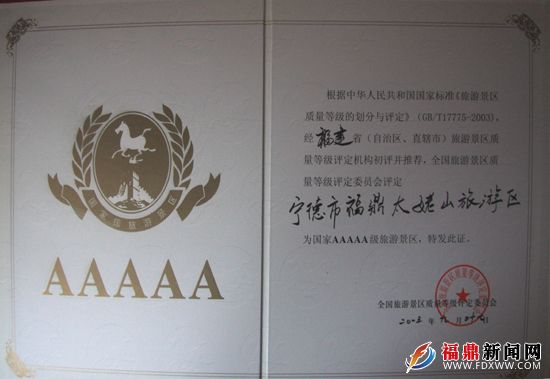 国家级旅游景区
AAAAA
根据中华人民共和国国家标准《旅游景区
质量等级的划分与评定》(GB/T17775-2003),
经福建省(自治区、直辖市)旅游景区质
量等级评定机构初评并推荐,全国旅游景区质
量等级评定委员会评定
宁德市福鼎太姥山旅游区
为国家AAAAA级旅游景区,特发此证。
全国旅游景区质量等级评定委员会
年 月 日
福鼎新闻网
www.FDXWW.COM